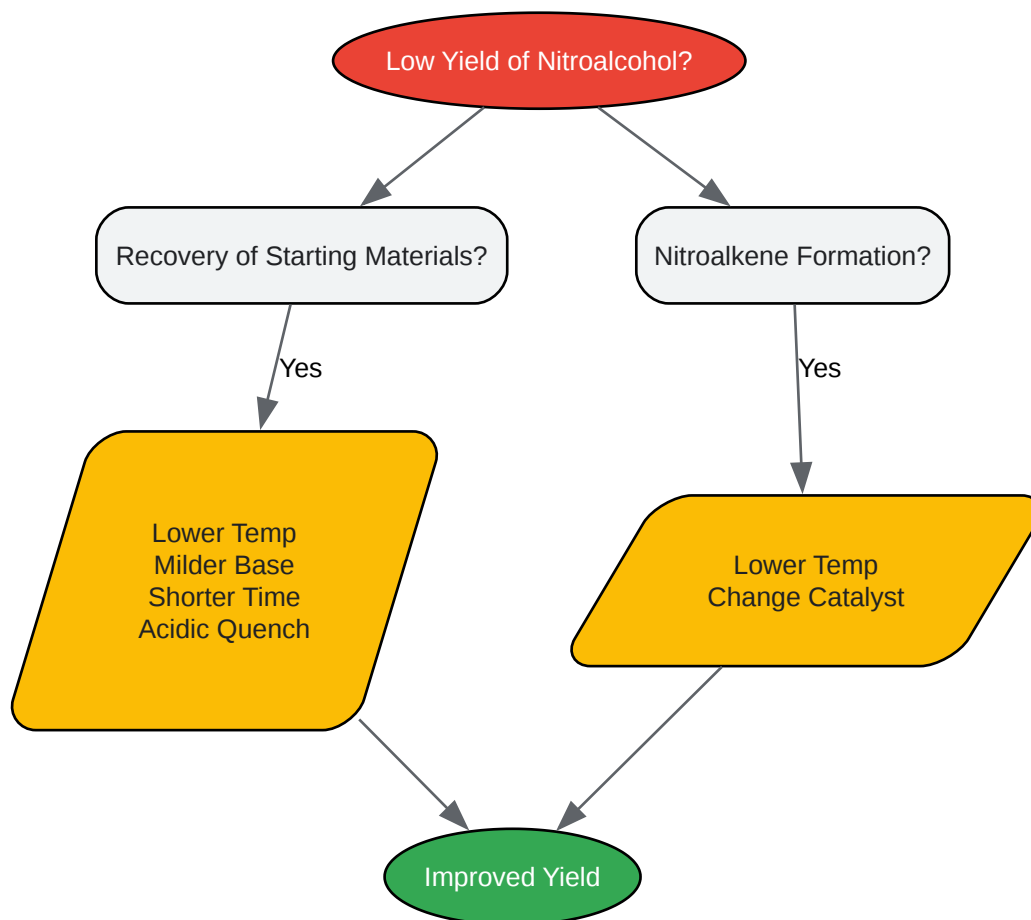 Low Yield of Nitroalcohol?
Recovery of Starting Materials?
Nitroalkene Formation?
Yes
Yes
Lower Temp
Milder Base
Shorter Time
Acidic Quench
Lower Temp
Change Catalyst
Improved Yield